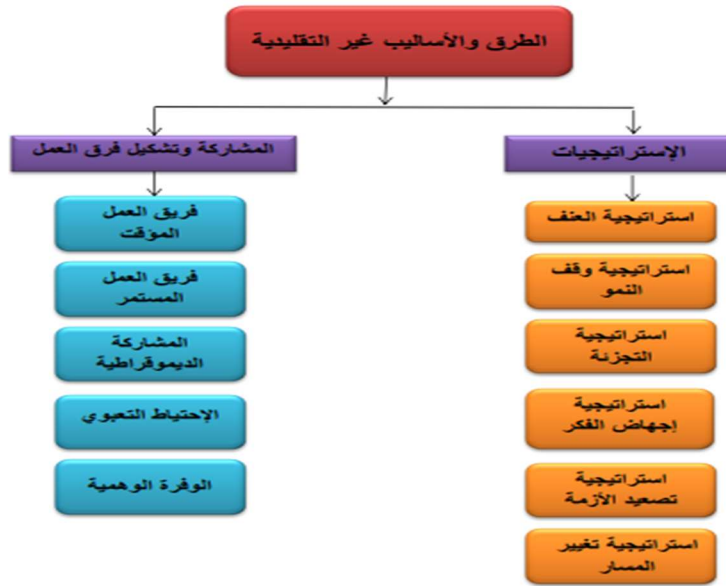 الطرق والأساليب غير التقليدية
الإستراتيجيات
المشاركة وتشكيل فرق العمل
استراتيجية العنف
استراتيجية وقف
النمو
استراتيجية
التجزئة
استراتيجية
إجهاض الفكر
استراتيجية
تصعيد الأزمة
استراتيجية تغيير
المسار
فريق العمل
المؤقت
فريق العمل
المستمر
المشاركة
الديموقراطية
الإحتياط التعبوي
الوفرة الوهمية